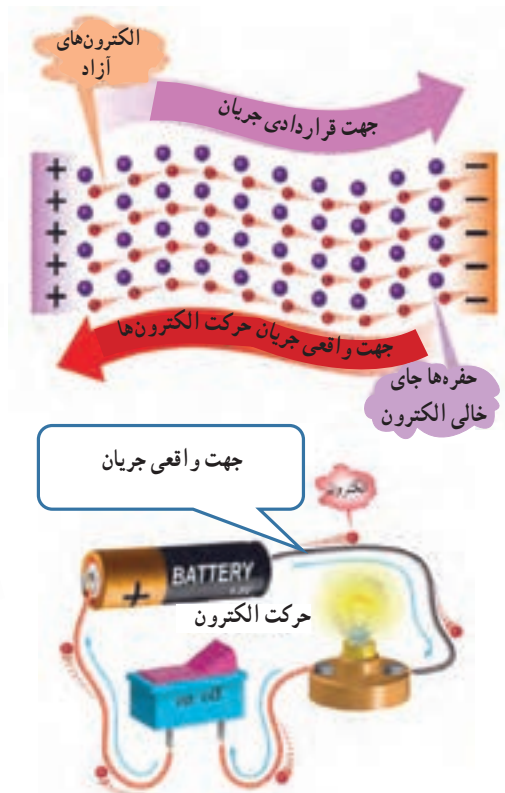 الکترون‌های
آزاد
جهت قراردادی جریان
+ −
+ −
+ −
+ −
+ −
جهت واقعی جریان حرکت الکترون‌ها
حفره‌ها جای
خالی الکترون
جهت واقعی جریان
الکترون
BATTERY
+
حرکت الکترون